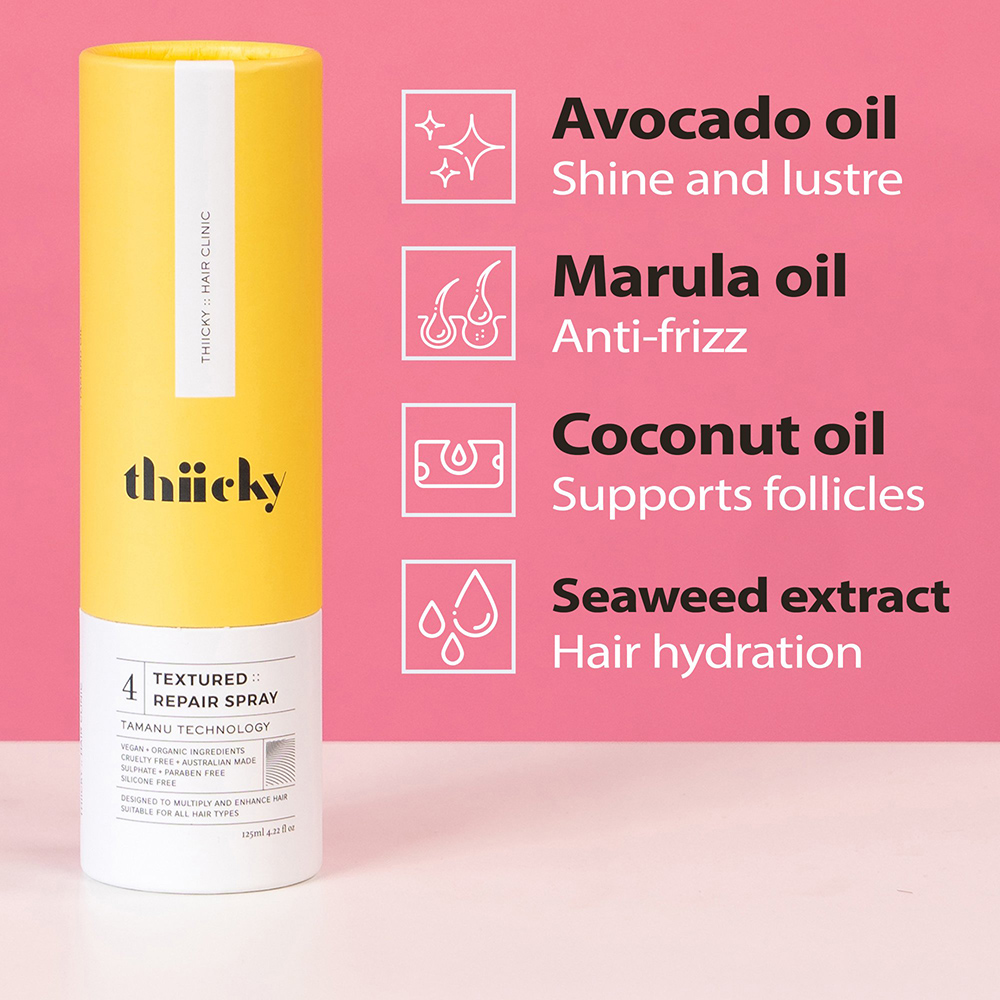 THIICKY :: HAIR CLINIC
thiicky
4
TEXTURED ::
REPAIR SPRAY
TAMANU TECHNOLOGY
VEGAN + ORGANIC INGREDIENTS
CRUELTY FREE + AUSTRALIAN MADE
SULPHATE + PARABEN FREE
SILICONE FREE
DESIGNED TO MULTIPLY AND ENHANCE HAIR
SUITABLE FOR ALL HAIR TYPES
125ml 4.22 fl oz
Avocado oil
Shine and lustre
Marula oil
Anti-frizz
Coconut oil
Supports follicles
Seaweed extract
Hair hydration